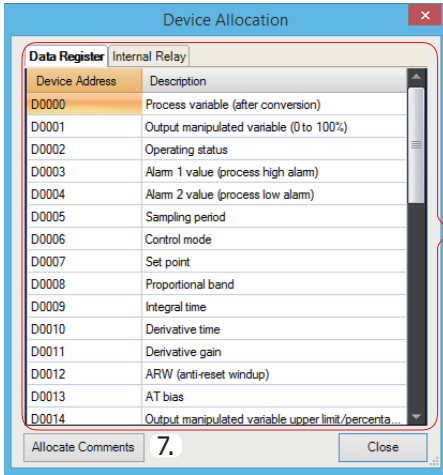 Device Allocation
Data Register Internal Relay
Device Address Description
D0000 Process variable (after conversion)
D0001 Output manipulated variable (0 to 100%)
D0002 Operating status
D0003 Alarm 1 value (process high alarm)
D0004 Alarm 2 value (process low alarm)
D0005 Sampling period
D0006 Control mode
D0007 Set point
D0008 Proportional band
D0009 Integral time
D0010 Derivative time
D0011 Derivative gain
D0012 ARW (anti-reset windup)
D0013 AT bias
D0014 Output manipulated variable upper limit/percenta...
Allocate Comments 7. Close